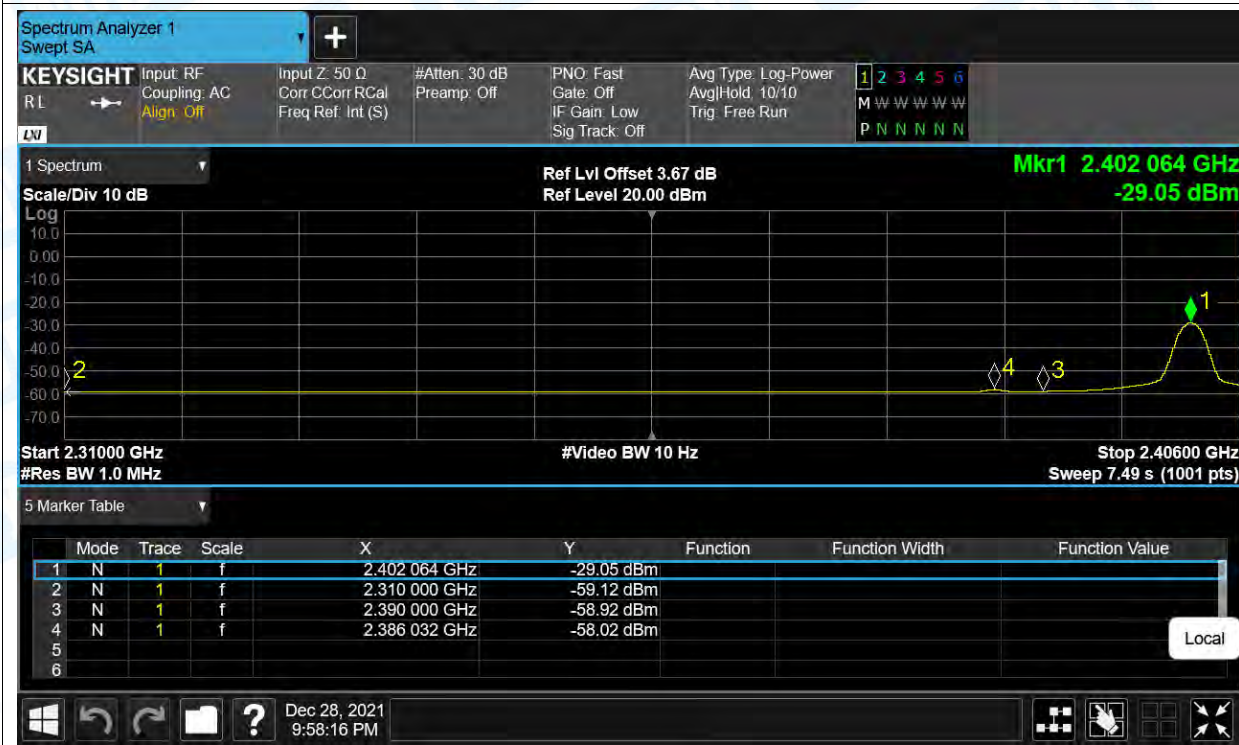 Spectrum Analyzer 1
Swept SA
+
KEYSIGHT Input: RF Input Z: 50 Ω #Atten: 30 dB PNO: Fast Avg Type: Log-Power 1 2 3 4 5 6
R L Coupling: AC Corr CCorr RCal Preamp: Off Gate: Off Avg|Hold: 10/10 M W W W W W
Align: Off Freq Ref: Int (S) IF Gain: Low Trig: Free Run
LXI Sig Track: Off P N N N N N
1 Spectrum Ref Lvl Offset 3.67 dB Mkr1 2.402 064 GHz
Scale/Div 10 dB Ref Level 20.00 dBm -29.05 dBm
Log
10.0
0.00
-10.0
-20.0 1
-30.0
-40.0
-50.0 2 4 3
-60.0
-70.0
Start 2.31000 GHz #Video BW 10 Hz Stop 2.40600 GHz
#Res BW 1.0 MHz Sweep 7.49 s (1001 pts)
5 Marker Table
Mode Trace Scale X Y Function Function Width Function Value
1 N 1 f 2.402 064 GHz -29.05 dBm
2 N 1 f 2.310 000 GHz -59.12 dBm
3 N 1 f 2.390 000 GHz -58.92 dBm
4 N 1 f 2.386 032 GHz -58.02 dBm
5
6
Local
? Dec 28, 2021
9:58:16 PM